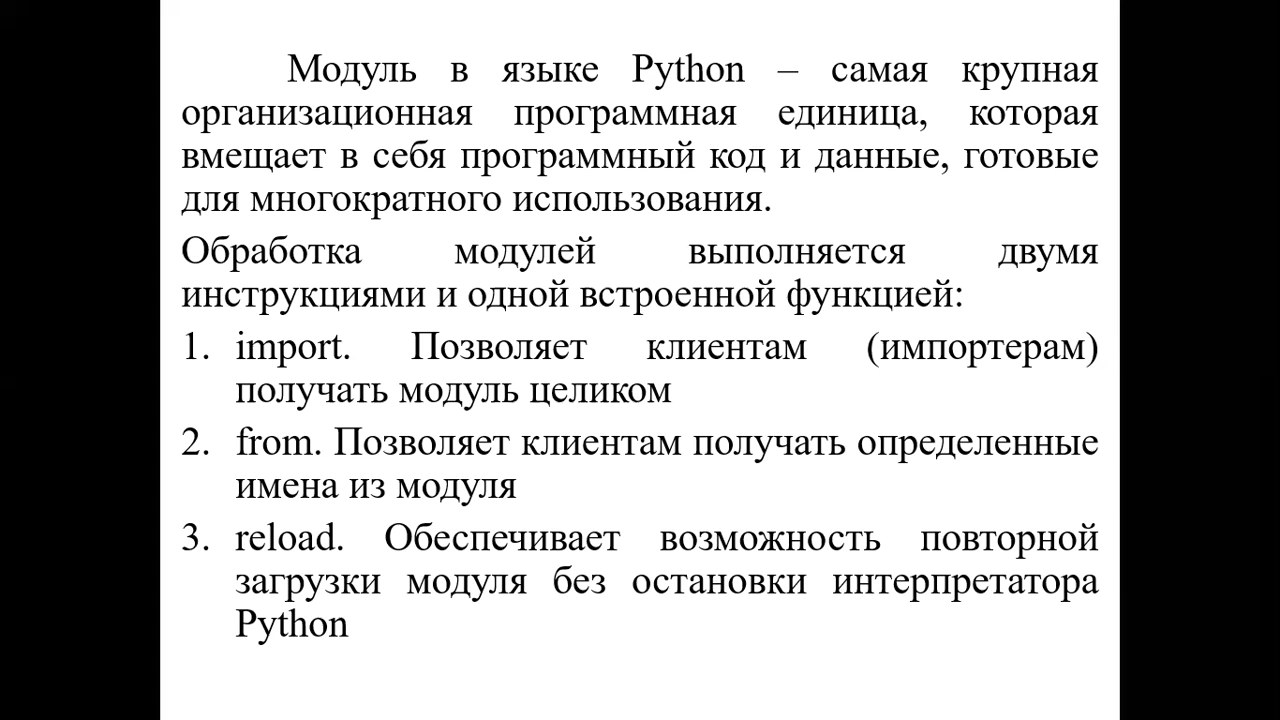 Модуль в языке Python – самая крупная
организационная программная единица, которая
вмещает в себя программный код и данные, готовые
для многократного использования.
Обработка модулей выполняется двумя
инструкциями и одной встроенной функцией:
1. import. Позволяет клиентам (импортерам)
получать модуль целиком
2. from. Позволяет клиентам получать определенные
имена из модуля
3. reload. Обеспечивает возможность повторной
загрузки модуля без остановки интерпретатора
Python